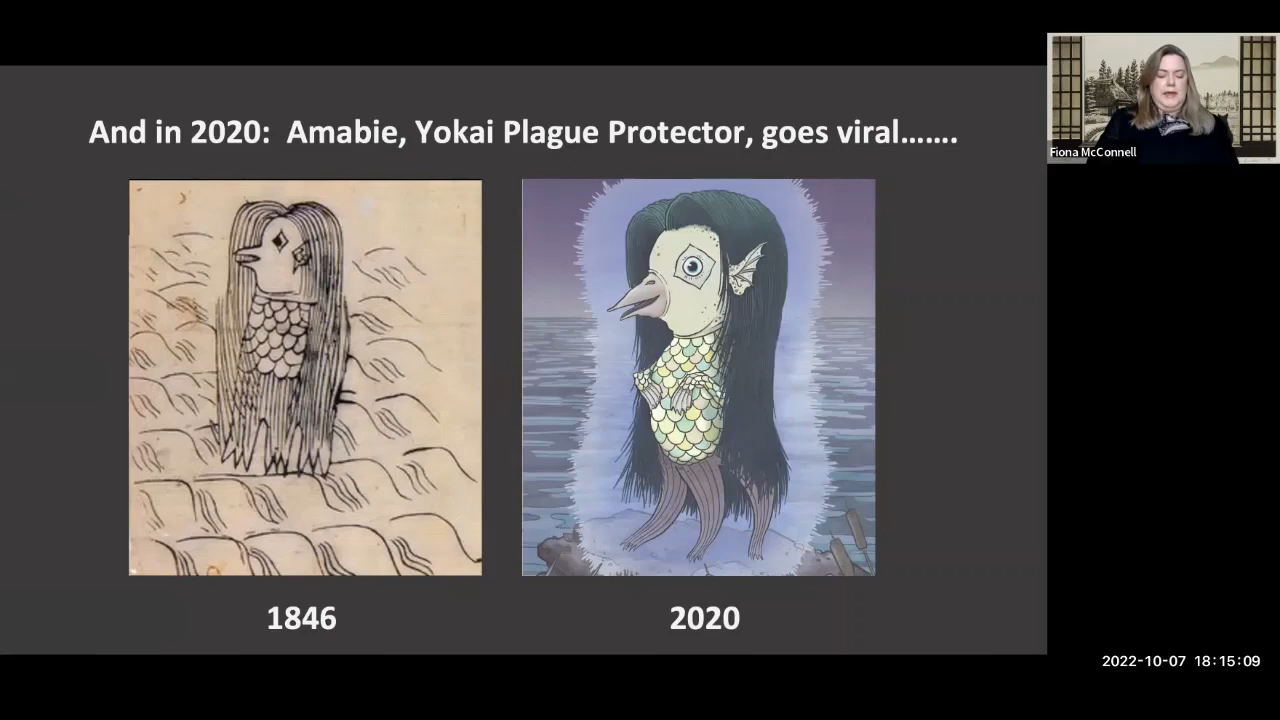 And in 2020:  Amabie, Yokai Plague Protector, goes viral.......
1846
2020
Fiona McConnell
2022-10-07 18:15:09